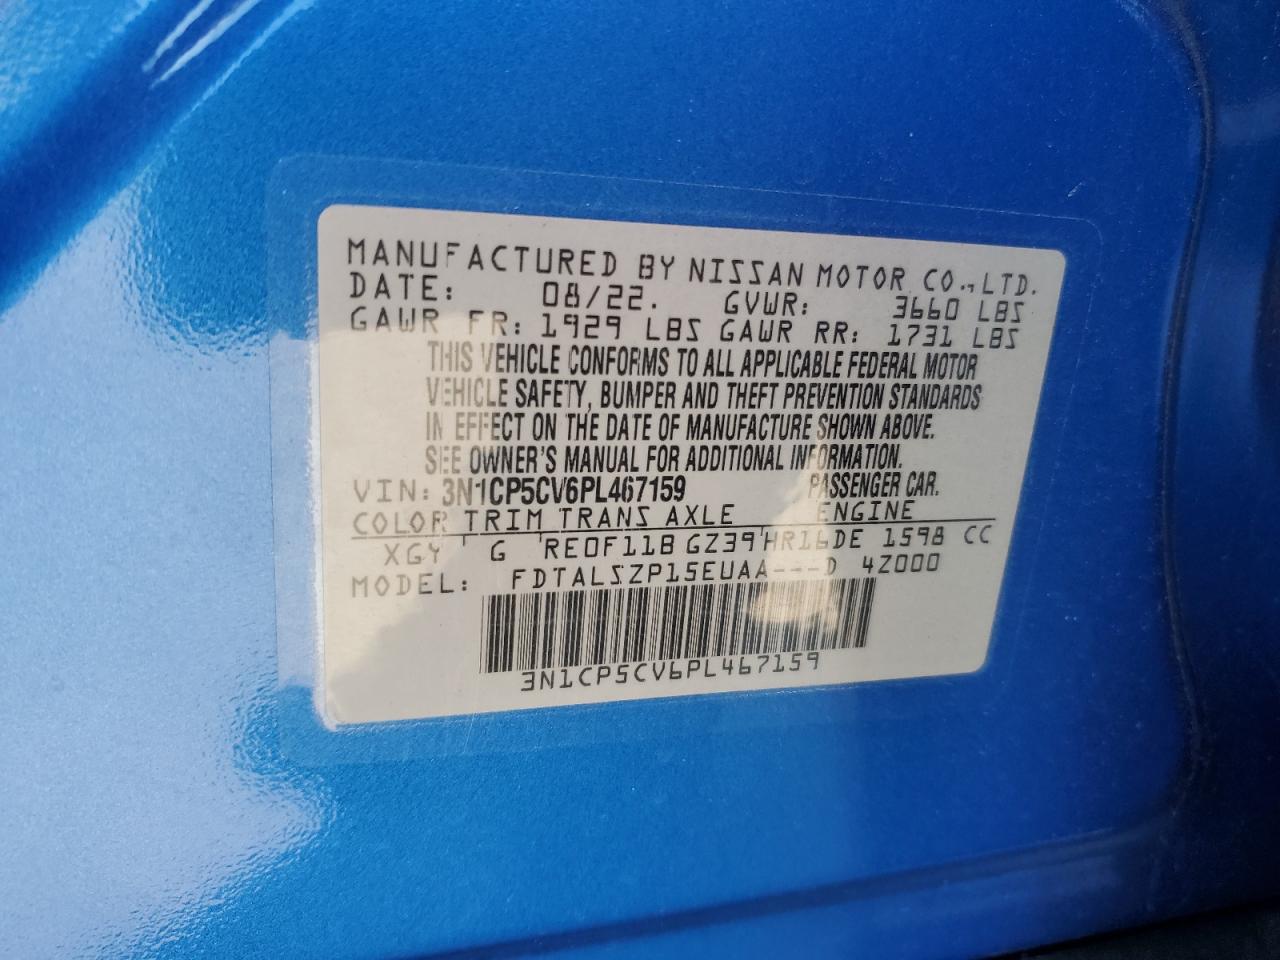 MANUFACTURED BY NISSAN MOTOR CO.,LTD.
DATE: 08/22. GVWR: 3660 LBS
GAWR FR: 1929 LBS GAWR RR: 1731 LBS
THIS VEHICLE CONFORMS TO ALL APPLICABLE FEDERAL MOTOR
VEHICLE SAFETY, BUMPER AND THEFT PREVENTION STANDARDS
IN EFFECT ON THE DATE OF MANUFACTURE SHOWN ABOVE.
SEE OWNER'S MANUAL FOR ADDITIONAL INFORMATION.
VIN: 3N1CP5CV6PL467159 PASSENGER CAR.
COLOR TRIM TRANS AXLE ENGINE
XGY G RE0F11B GZ39 HR16DE 1598 CC
MODEL: FDTALSZP15EUAA---D 4Z000
3N1CP5CV6PL467159